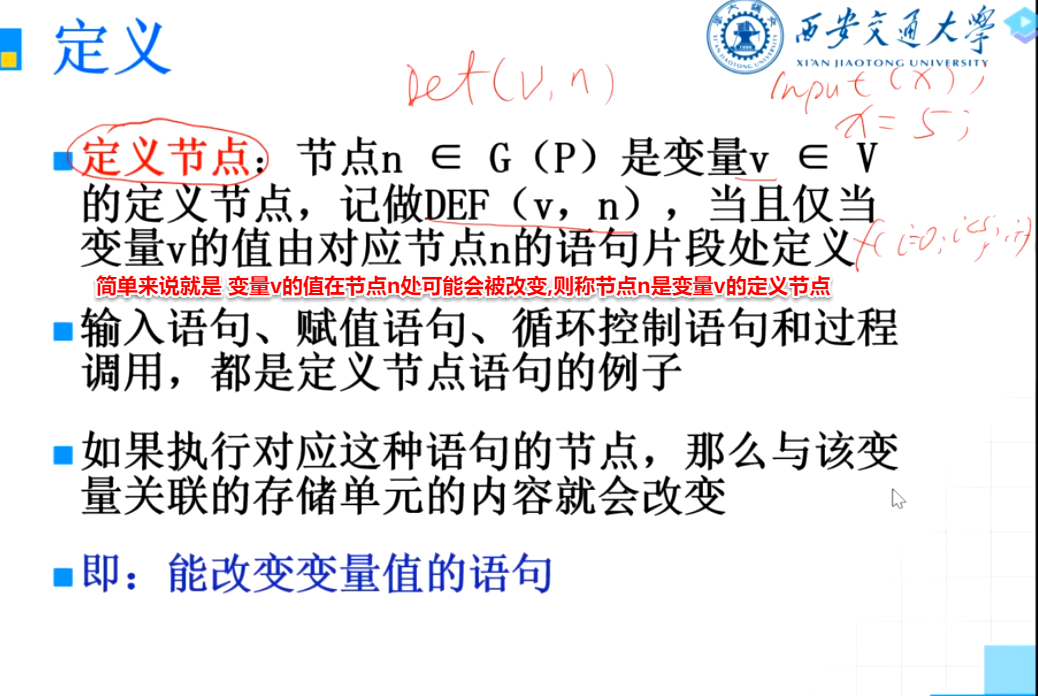 定义
西安交通大学
XI'AN JIAOTONG UNIVERSITY
Def(v,n)
input(x);
x=5;
定义节点：节点n ∈ G（P）是变量v ∈ V
的定义节点，记做DEF（v，n），当且仅当
变量v的值由对应节点n的语句片段处定义
简单来说就是 变量v的值在节点n处可能会被改变,则称节点n是变量v的定义节点
输入语句、赋值语句、循环控制语句和过程
调用，都是定义节点语句的例子
如果执行对应这种语句的节点，那么与该变
量关联的存储单元的内容就会改变
即：能改变变量值的语句